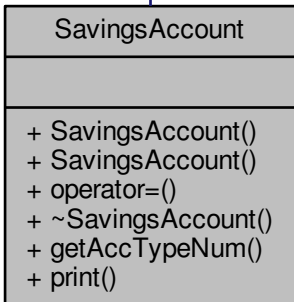 SavingsAccount
+ SavingsAccount()
+ SavingsAccount()
+ operator=()
+ ~SavingsAccount()
+ getAccTypeNum()
+ print()